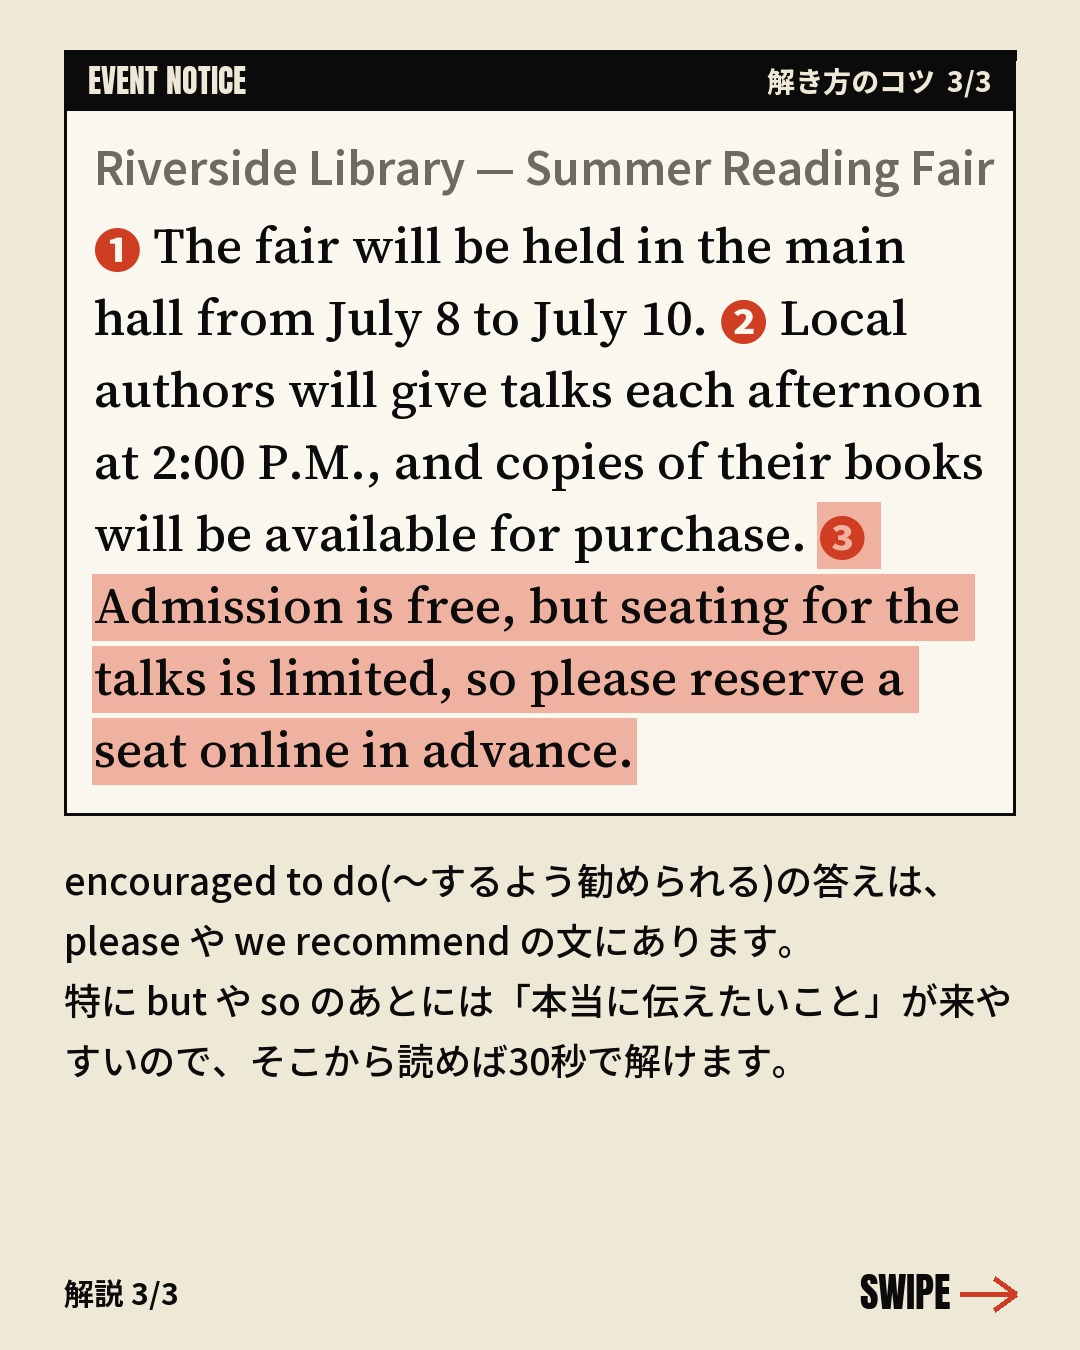 EVENT NOTICE
解き方のコツ 3/3
Riverside Library — Summer Reading Fair
❶ The fair will be held in the main
hall from July 8 to July 10. ❷ Local
authors will give talks each afternoon
at 2:00 P.M., and copies of their books
will be available for purchase. ❸
Admission is free, but seating for the
talks is limited, so please reserve a
seat online in advance.
encouraged to do(〜するよう勧められる)の答えは、
please や we recommend の文にあります。
特に but や so のあとには「本当に伝えたいこと」が来や
すいので、そこから読めば30秒で解けます。
解説 3/3
SWIPE →